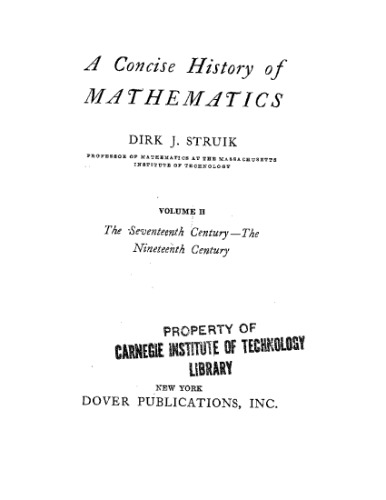 A Concise History of
MATHEMATICS
DIRK J. STRUIK
PROFESSOR OF MATHEMATICS AT THE MASSACHUSETTS
INSTITUTE OF TECHNOLOGY
VOLUME II
The Seventeenth Century—The
Nineteenth Century
PROPERTY OF
CARNEGIE INSTITUTE OF TECHNOLOGY
LIBRARY
NEW YORK
DOVER PUBLICATIONS, INC.